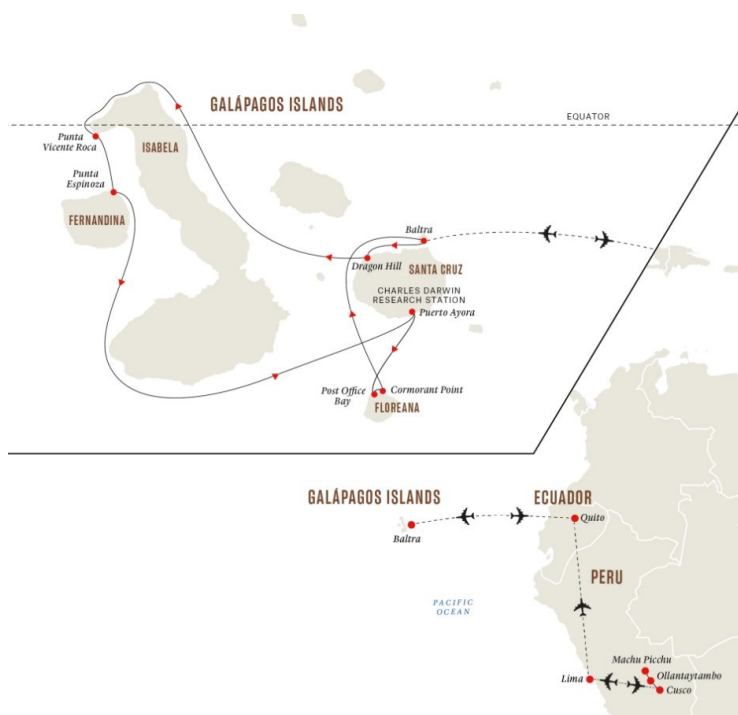 GALÁPAGOS ISLANDS
EQUATOR
Punta
Vicente Roca
ISABELA
Punta
Espinoza
FERNANDINA
Baltra
Dragon Hill
SANTA CRUZ
CHARLES DARWIN
RESEARCH STATION
Puerto Ayora
Post Office
Bay
Cormorant Point
FLOREANA
GALÁPAGOS ISLANDS
ECUADOR
Quito
Baltra
PERU
PACIFIC
OCEAN
Machu Picchu
Ollantaytambo
Lima
Cusco